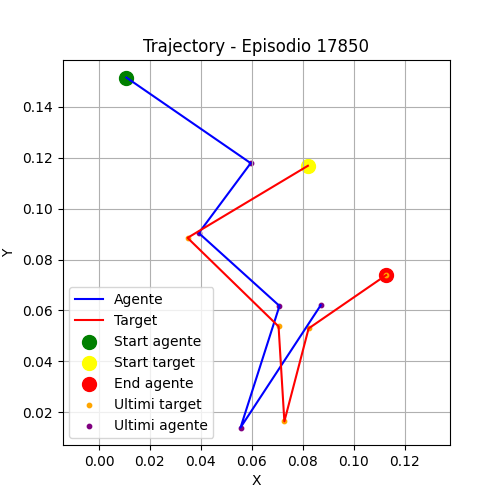 Trajectory - Episodio 17850
0.14
0.12
0.10
0.08
0.06
0.04
0.02
Y
Agente
Target
Start agente
Start target
End agente
Ultimi target
Ultimi agente
0.00 0.02 0.04 0.06 0.08 0.10 0.12
X